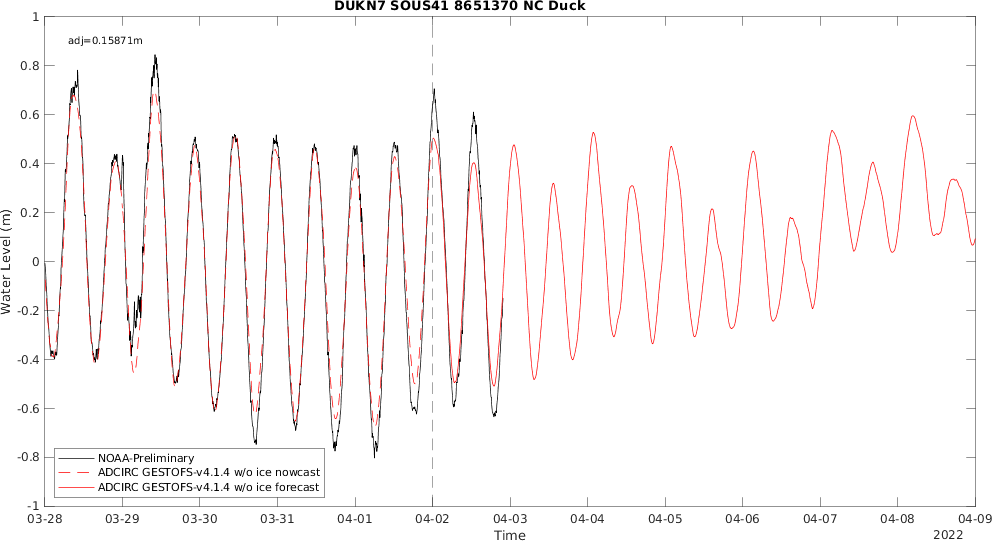 DUKN7 SOUS41 8651370 NC Duck
adj=0.15871m
Water Level (m)
1
0.8
0.6
0.4
0.2
0
-0.2
-0.4
-0.6
-0.8
-1
NOAA-Preliminary
ADCIRC GESTOFS-v4.1.4 w/o ice nowcast
ADCIRC GESTOFS-v4.1.4 w/o ice forecast
03-28 03-29 03-30 03-31 04-01 04-02 04-03 04-04 04-05 04-06 04-07 04-08 04-09
Time
2022